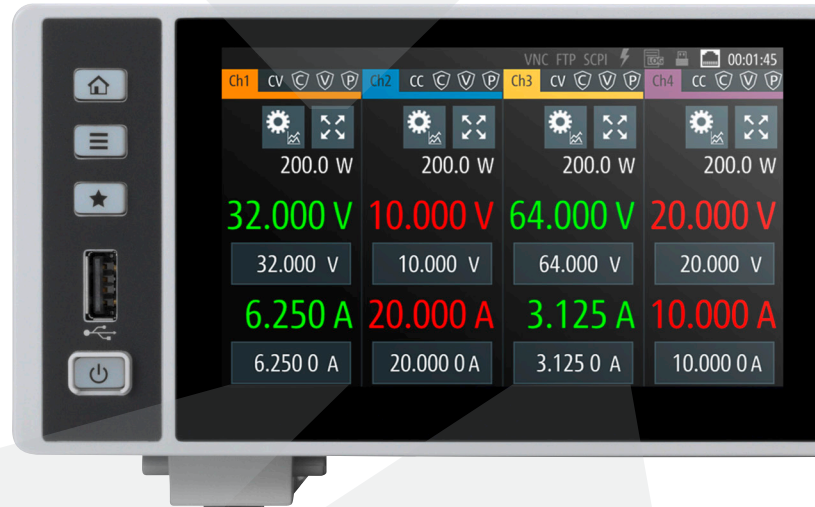 VNC FTP SCPI LOG 00:01:45
Ch1 CV C V P Ch2 CC C V P Ch3 CV C V P Ch4 CC C V P
200.0 W 200.0 W 200.0 W 200.0 W
32.000 V 10.000 V 64.000 V 20.000 V
32.000 V 10.000 V 64.000 V 20.000 V
6.250 A 20.000 A 3.125 A 10.000 A
6.250 0 A 20.000 0 A 3.125 0 A 10.000 0 A